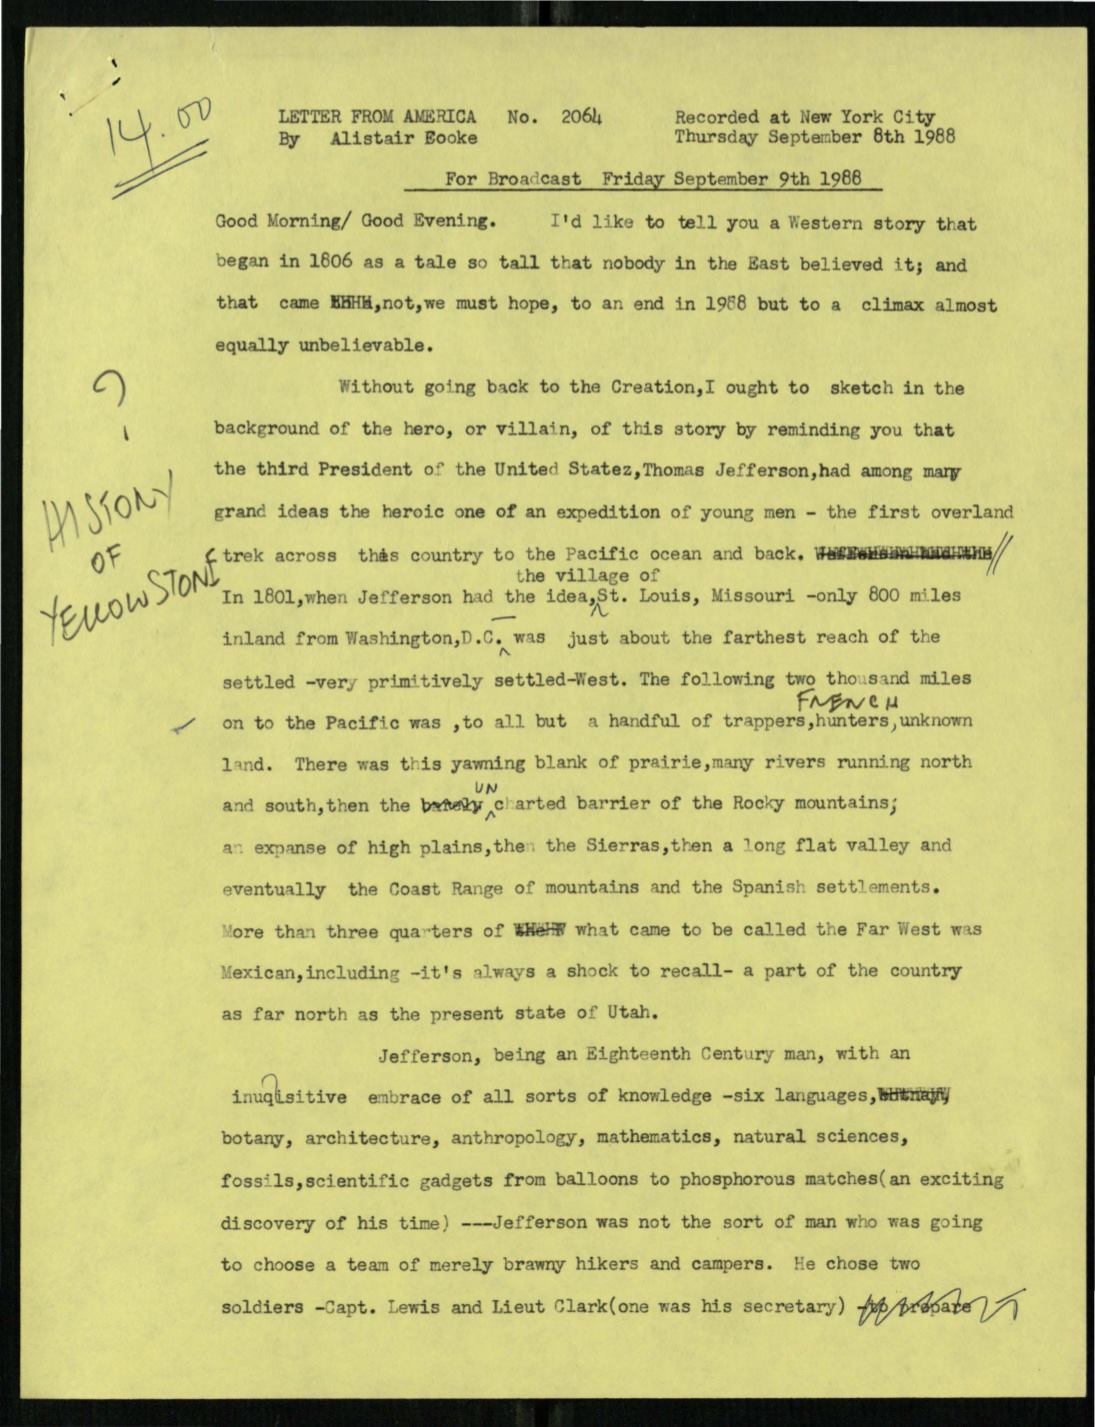 14.00
LETTER FROM AMERICA No. 2064 Recorded at New York City
By Alistair Eooke Thursday September 8th 1988
For Broadcast Friday September 9th 1988
Good Morning/ Good Evening. I'd like to tell you a Western story that
began in 1806 as a tale so tall that nobody in the East believed it; and
that came ,not,we must hope, to an end in 1988 but to a climax almost
equally unbelievable.
?
HISTORY
OF
YELLOWSTONE
Without going back to the Creation,I ought to sketch in the
background of the hero, or villain, of this story by reminding you that
the third President of the United Statez,Thomas Jefferson,had among many
grand ideas the heroic one of an expedition of young men - the first overland
trek across this country to the Pacific ocean and back.
the village of
In 1801,when Jefferson had the idea,St. Louis, Missouri -only 800 miles
inland from Washington,D.C. was just about the farthest reach of the
settled -very primitively settled-West. The following two thousand miles
FRENCH
on to the Pacific was ,to all but a handful of trappers,hunters,unknown
land. There was this yawning blank of prairie,many rivers running north
UN
and south,then the barely charted barrier of the Rocky mountains;
an expanse of high plains,then the Sierras,then a long flat valley and
eventually the Coast Range of mountains and the Spanish settlements.
More than three quarters of what came to be called the Far West was
Mexican,including -it's always a shock to recall- a part of the country
as far north as the present state of Utah.
Jefferson, being an Eighteenth Century man, with an
inuqisitive embrace of all sorts of knowledge -six languages,
botany, architecture, anthropology, mathematics, natural sciences,
fossils,scientific gadgets from balloons to phosphorous matches(an exciting
discovery of his time) ---Jefferson was not the sort of man who was going
to choose a team of merely brawny hikers and campers. He chose two
soldiers -Capt. Lewis and Lieut Clark(one was his secretary) -to prepare